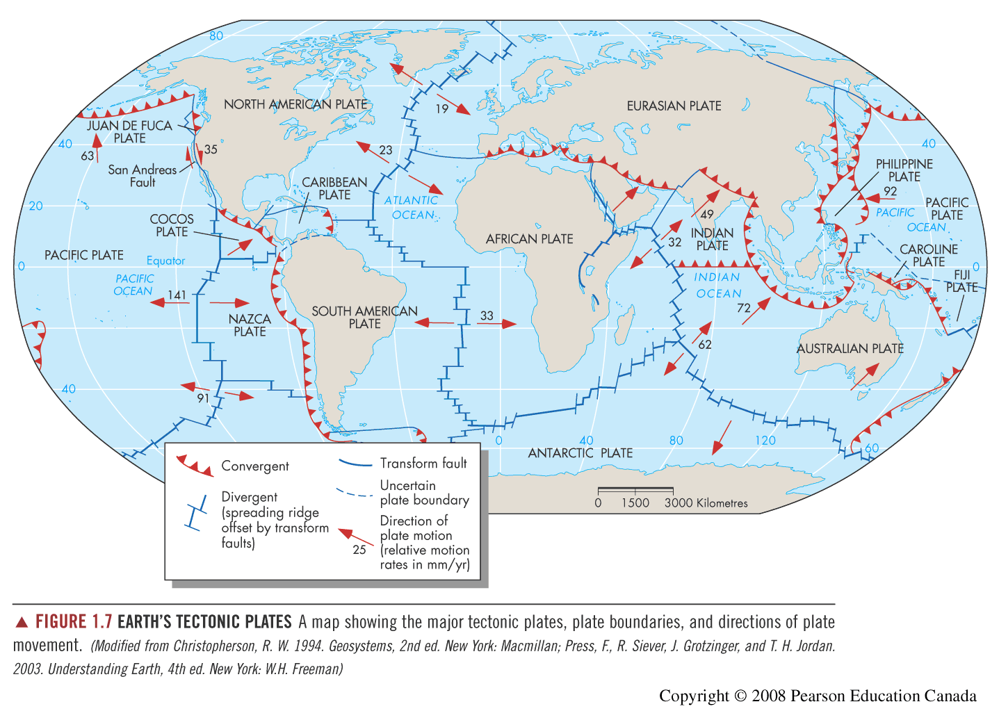 80
NORTH AMERICAN PLATE
19
EURASIAN PLATE
JUAN DE FUCA
PLATE
40
63
35
23
40
San Andreas
Fault
PHILIPPINE
PLATE
CARIBBEAN
PLATE
92
20
ATLANTIC
OCEAN
49
PACIFIC
OCEAN
PACIFIC
PLATE
COCOS
PLATE
AFRICAN PLATE
32
INDIAN
PLATE
PACIFIC PLATE
Equator
CAROLINE
PLATE
0
0
PACIFIC
OCEAN
INDIAN
OCEAN
FIJI
PLATE
141
72
NAZCA
PLATE
SOUTH AMERICAN
PLATE
33
62
AUSTRALIAN PLATE
40
91
0
40
80
120
60
ANTARCTIC PLATE
Convergent
Divergent
(spreading ridge
offset by transform
faults)
Transform fault
Uncertain
plate boundary
Direction of
plate motion
(relative motion
rates in mm/yr)
25
0 1500 3000 Kilometres
▲ FIGURE 1.7 EARTH'S TECTONIC PLATES A map showing the major tectonic plates, plate boundaries, and directions of plate
movement. (Modified from Christopherson, R. W. 1994. Geosystems, 2nd ed. New York: Macmillan; Press, F., R. Siever, J. Grotzinger, and T. H. Jordan.
2003. Understanding Earth, 4th ed. New York: W.H. Freeman)
Copyright © 2008 Pearson Education Canada